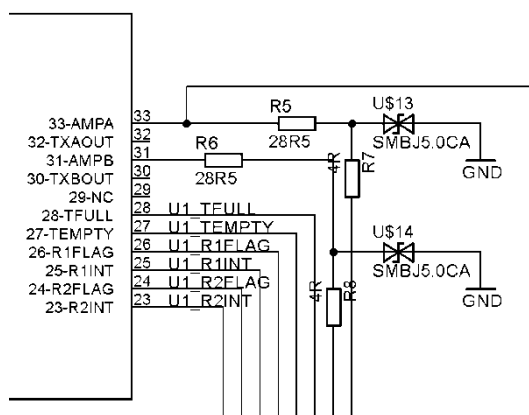 33-AMPA
32-TXAOUT
31-AMPB
30-TXBOUT
29-NC
28-TFULL
27-TEMPTY
26-R1FLAG
25-R1INT
24-R2FLAG
23-R2INT
33
32
31
30
29
28
27
26
25
24
23
U1_TFULL
U1_TEMPTY
U1_R1FLAG
U1_R1INT
U1_R2FLAG
U1_R2INT
R5
28R5
R6
28R5
U$13
SMBJ5.0CA
GND
4R
R7
U$14
SMBJ5.0CA
GND
4R
R8